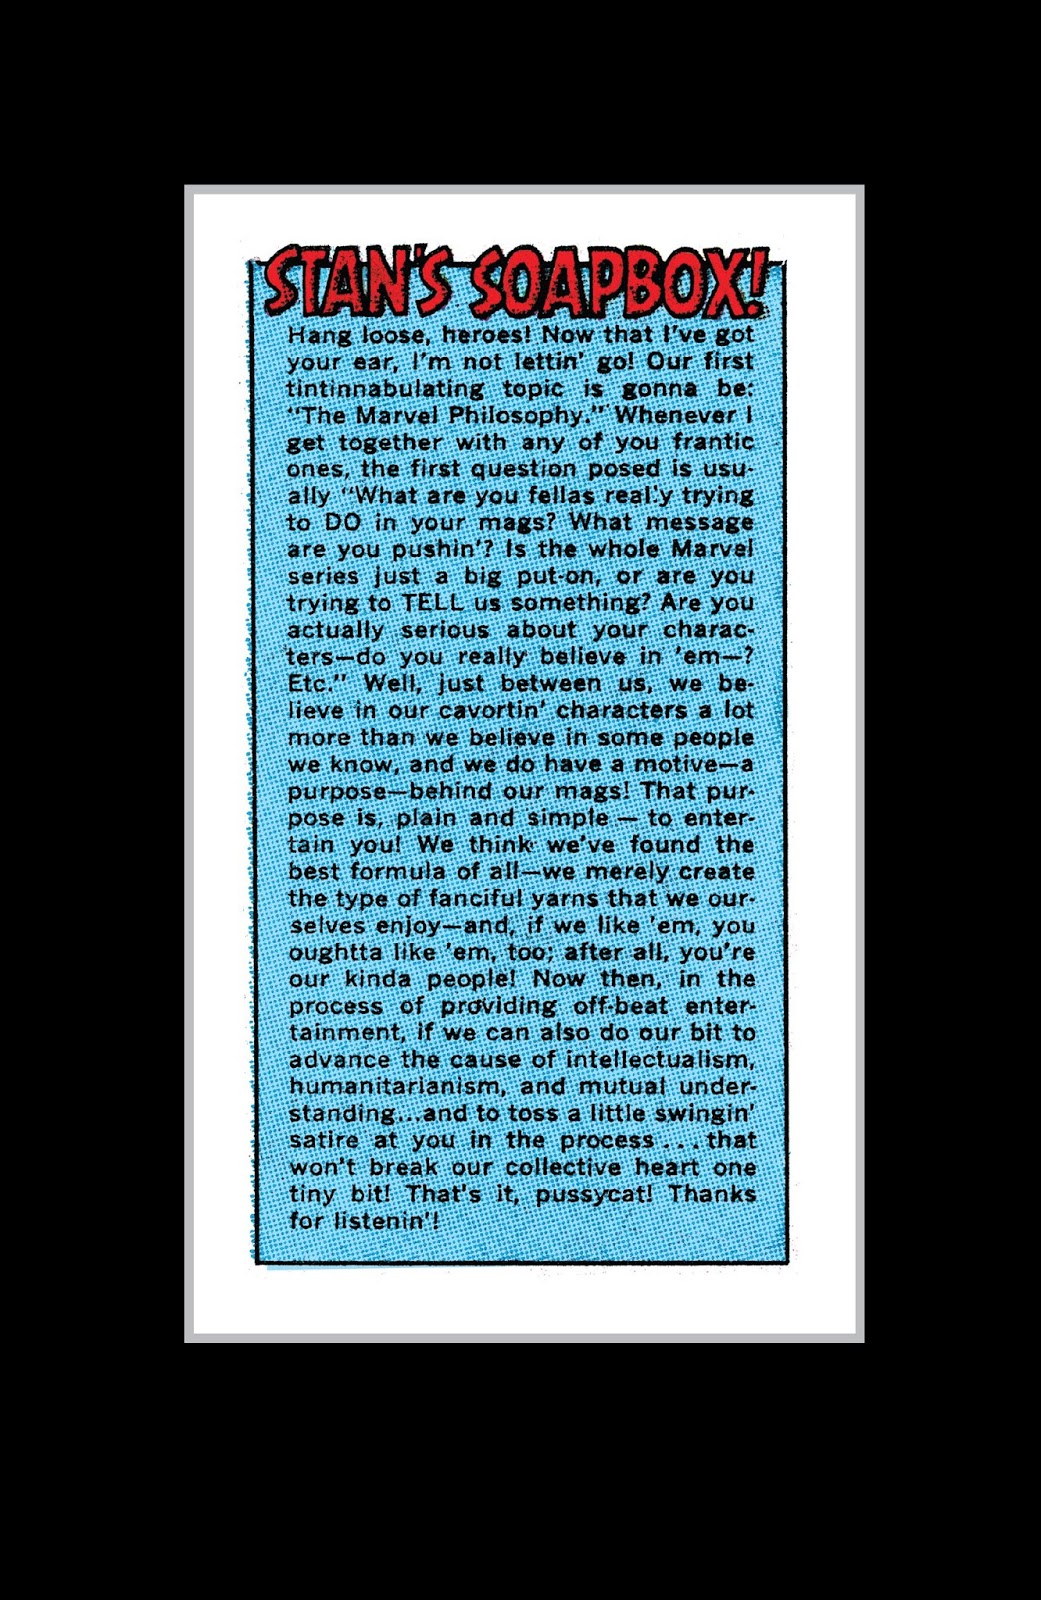 STAN'S SOAPBOX!
Hang loose, heroes! Now that I've got
your ear, I'm not lettin' go! Our first
tintinnabulating topic is gonna be:
"The Marvel Philosophy." Whenever I
get together with any of you frantic
ones, the first question posed is usu-
ally "What are you fellas really trying
to DO in your mags? What message
are you pushin'? Is the whole Marvel
series just a big put-on, or are you
trying to TELL us something? Are you
actually serious about your charac-
ters—do you really believe in 'em—?
Etc." Well, just between us, we be-
lieve in our cavortin' characters a lot
more than we believe in some people
we know, and we do have a motive—a
purpose—behind our mags! That pur-
pose is, plain and simple — to enter-
tain you! We think we've found the
best formula of all—we merely create
the type of fanciful yarns that we our-
selves enjoy—and, if we like 'em, you
oughtta like 'em, too; after all, you're
our kinda people! Now then, in the
process of providing off-beat enter-
tainment, if we can also do our bit to
advance the cause of intellectualism,
humanitarianism, and mutual under-
standing...and to toss a little swingin'
satire at you in the process...that
won't break our collective heart one
tiny bit! That's it, pussycat! Thanks
for listenin'!